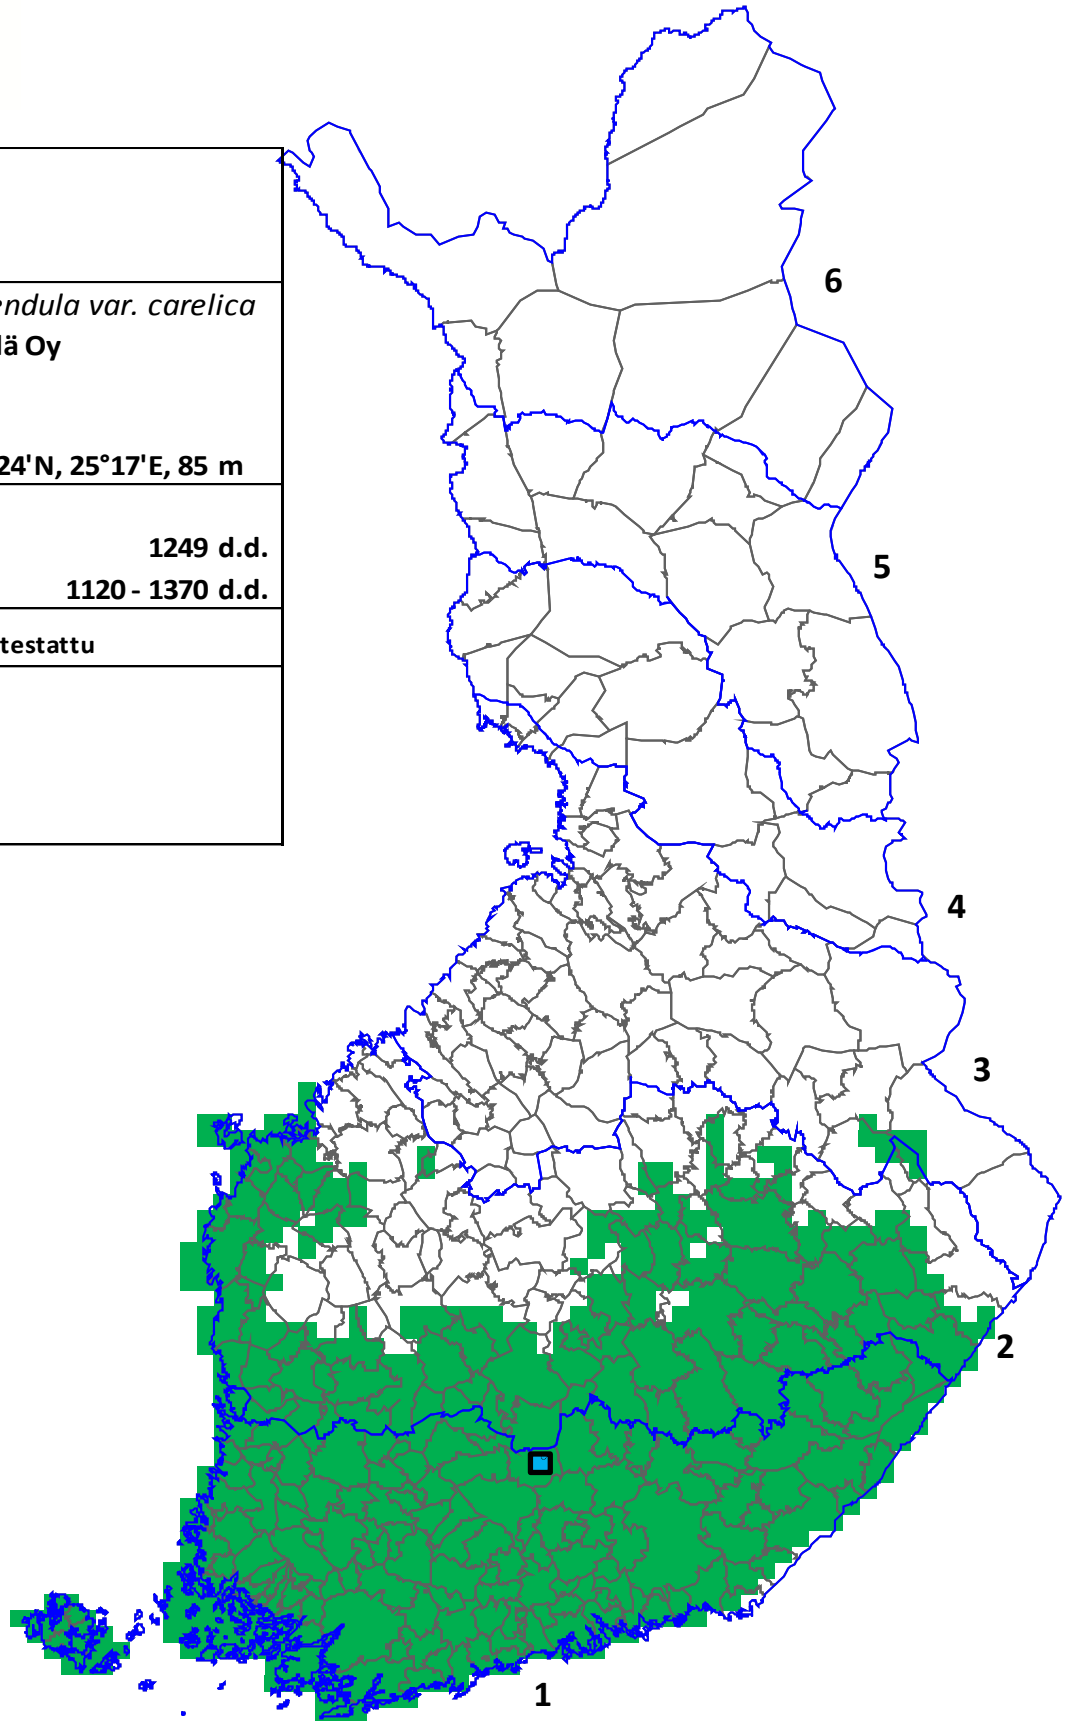 endula var. carelica
lä Oy
24'N, 25°17'E, 85 m
1249 d.d.
1120 - 1370 d.d.
testattu
6
5
4
3
2
1